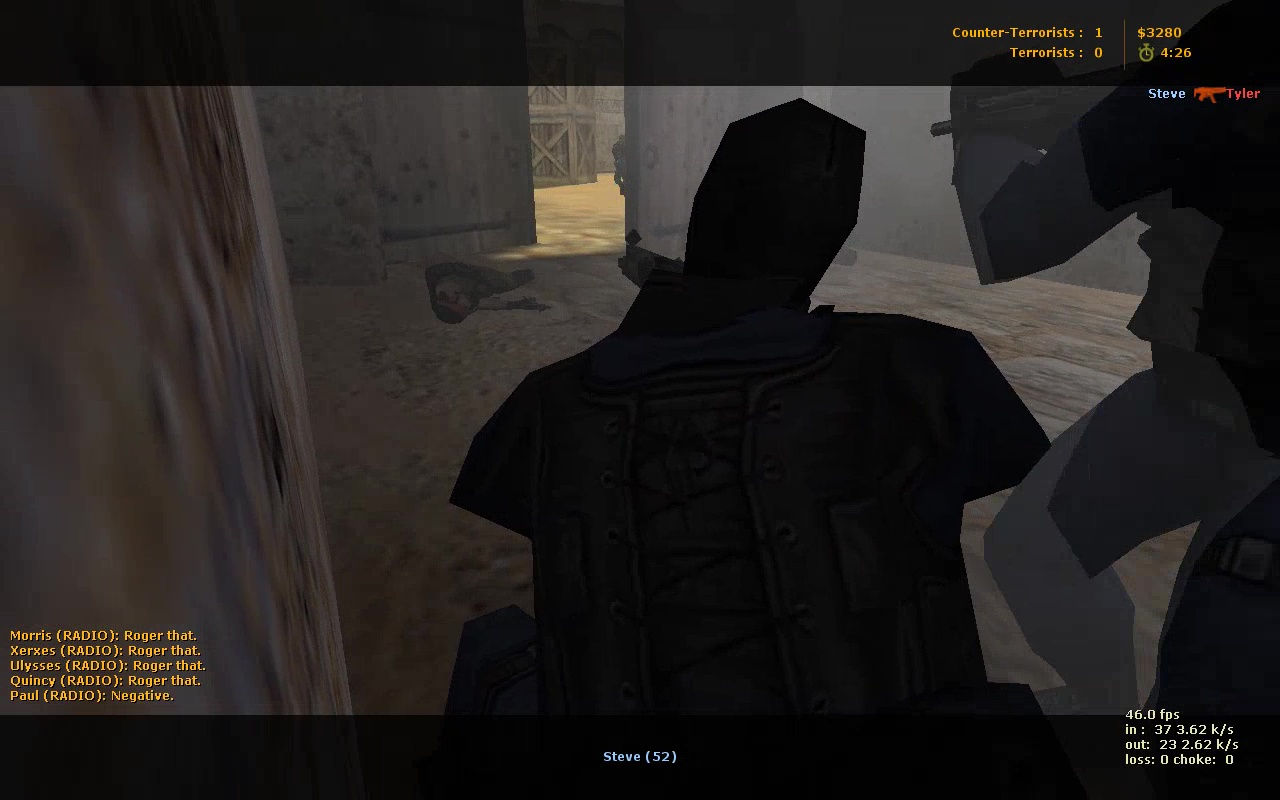 Counter-Terrorists : 1
Terrorists : 0
$3280
4:26
Steve Tyler
Morris (RADIO): Roger that.
Xerxes (RADIO): Roger that.
Ulysses (RADIO): Roger that.
Quincy (RADIO): Roger that.
Paul (RADIO): Negative.
Steve (52)
46.0 fps
in : 37 3.62 k/s
out: 23 2.62 k/s
loss: 0 choke: 0